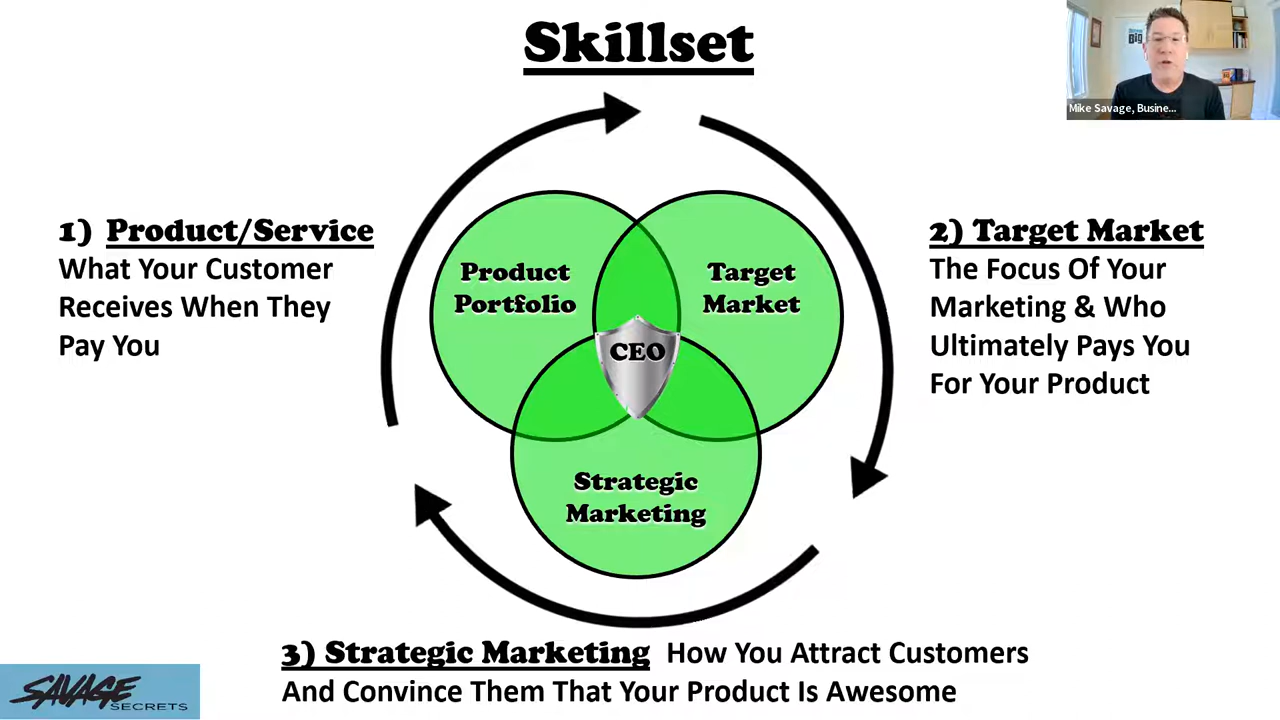 Skillset
Big
Mike Savage, Busine...
1) Product/Service
What Your Customer
Receives When They
Pay You
Product
Portfolio
Target
Market
CEO
Strategic
Marketing
2) Target Market
The Focus Of Your
Marketing & Who
Ultimately Pays You
For Your Product
3) Strategic Marketing How You Attract Customers
And Convince Them That Your Product Is Awesome
SAVAGE
SECRETS